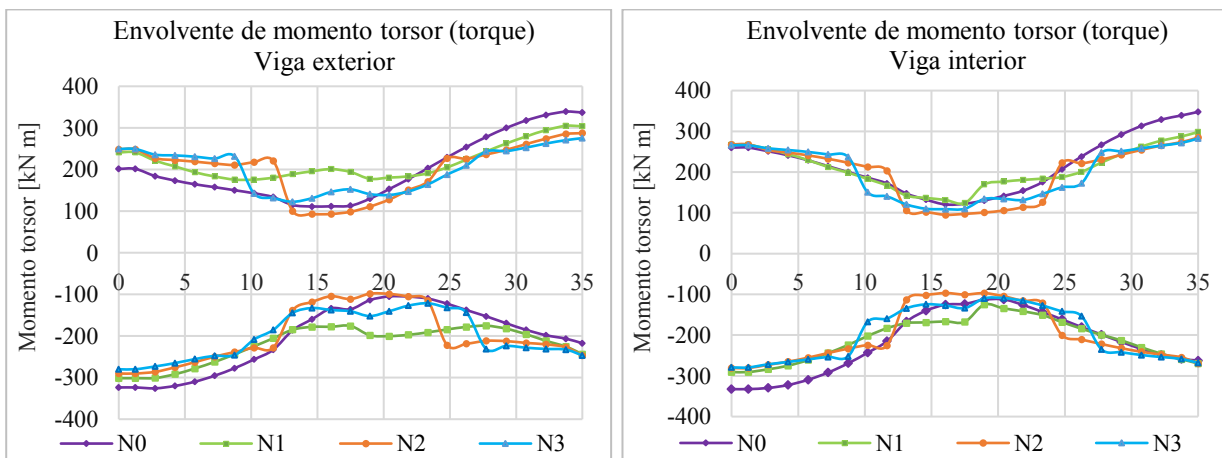 Envolvente de momento torsor (torque)
Viga exterior
Momento torsor [kN m]
400
300
200
100
0
-100
-200
-300
-400
0 5 10 15 20 25 30 35
N0 N1 N2 N3
Envolvente de momento torsor (torque)
Viga interior
Momento torsor [kN m]
400
300
200
100
0
-100
-200
-300
-400
0 5 10 15 20 25 30 35
N0 N1 N2 N3